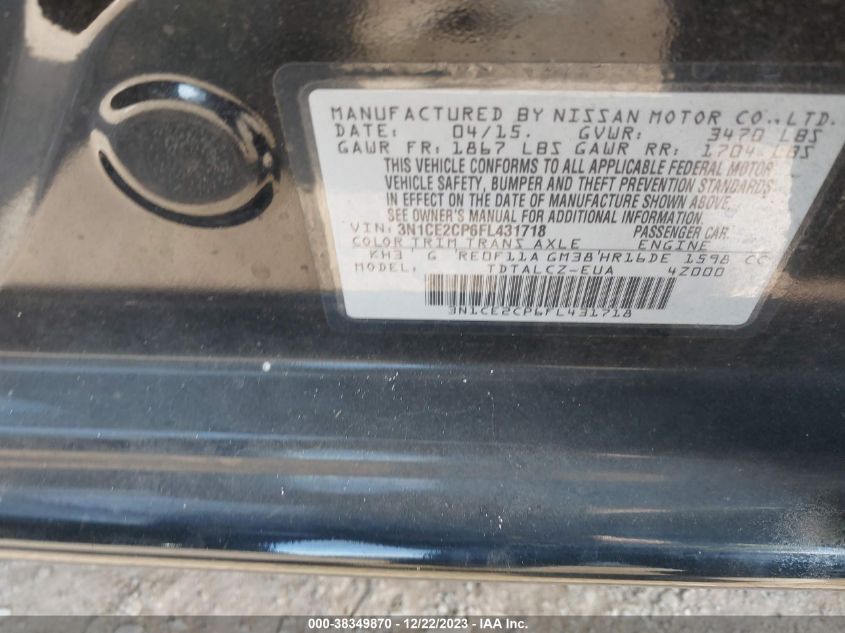 MANUFACTURED BY NISSAN MOTOR CO.,LTD.
DATE: 04/15. GVWR: 3470 LBS
GAWR FR: 1867 LBS GAWR RR: 1704 LBS
THIS VEHICLE CONFORMS TO ALL APPLICABLE FEDERAL MOTOR
VEHICLE SAFETY, BUMPER AND THEFT PREVENTION STANDARDS
IN EFFECT ON THE DATE OF MANUFACTURE SHOWN ABOVE.
SEE OWNER'S MANUAL FOR ADDITIONAL INFORMATION
VIN: 3N1CE2CP6FL431718 PASSENGER CAR.
COLOR TRIM TRANS AXLE ENGINE
KH3 G RE0F11A GM38 HR16DE 1598 CC
MODEL: TDTALCZ-EUA 4Z000
3N1CE2CP6FL431718
000-38349870 - 12/22/2023 - IAAI.com